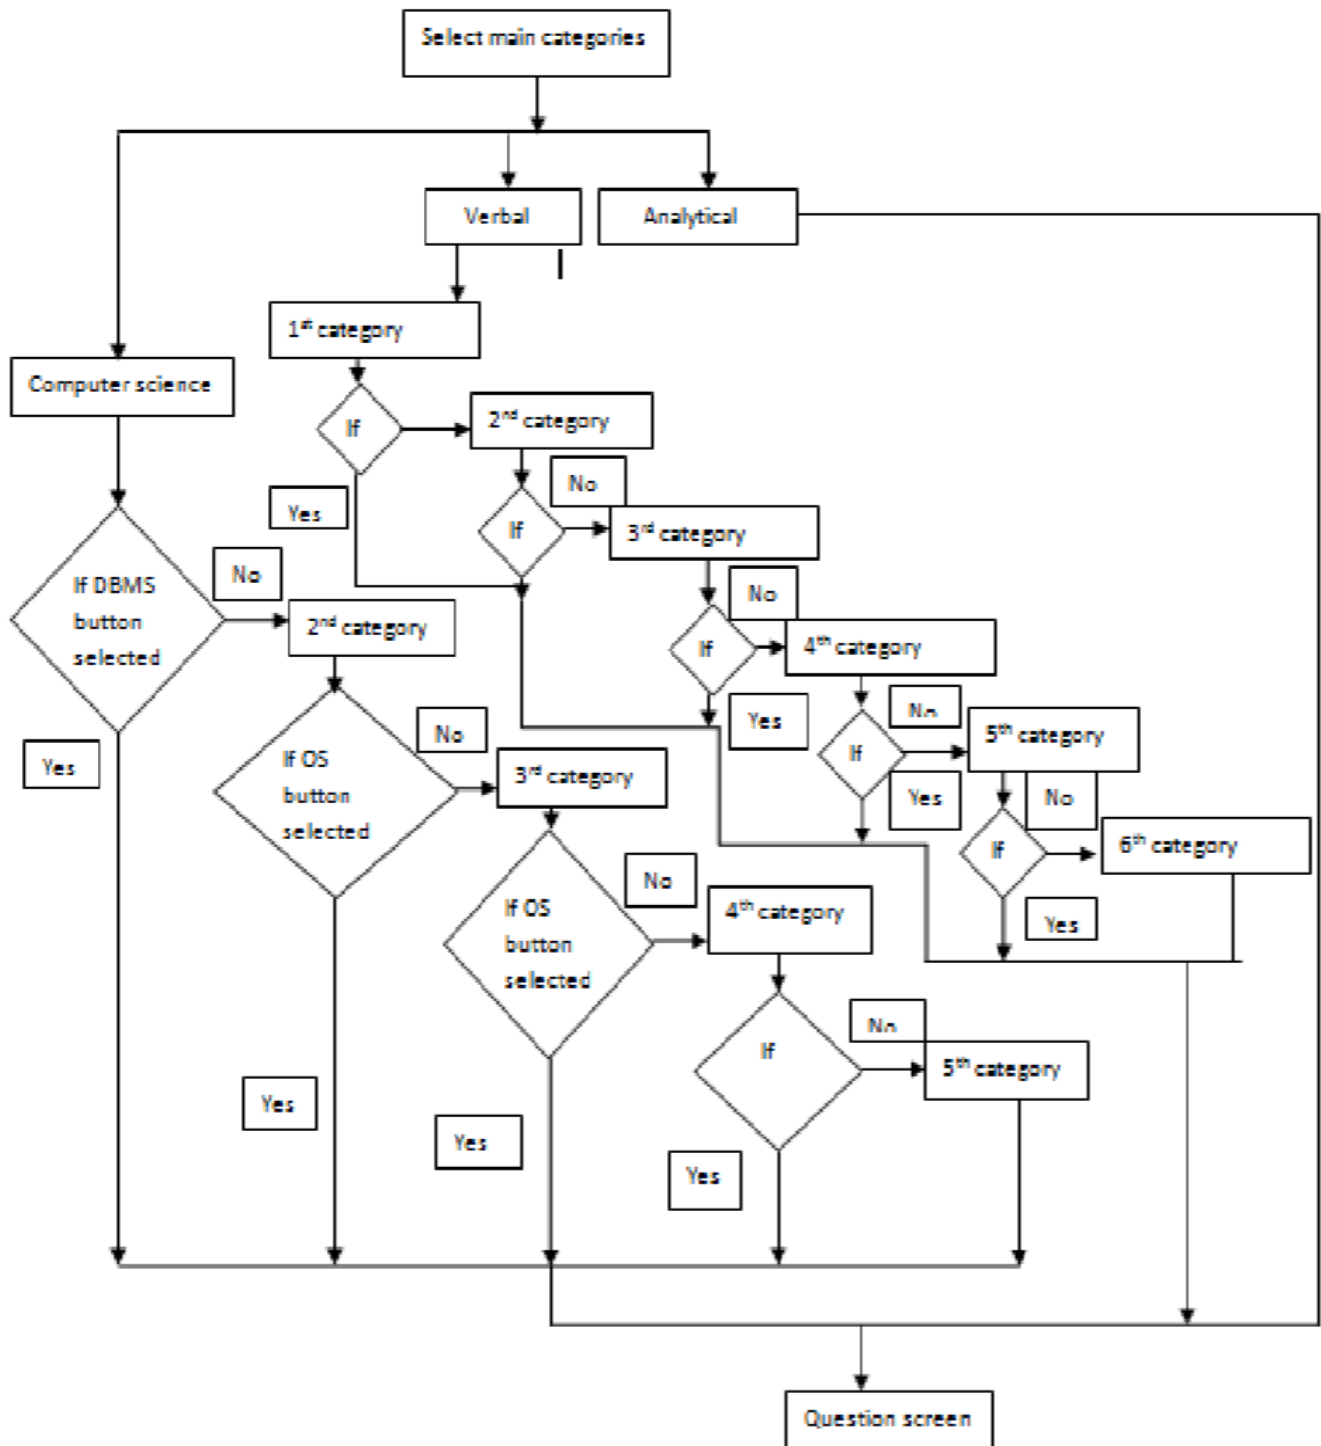 Select main categories
Verbal
Analytical
1st category
Computer science
If
2nd category
No
Yes
If
3rd category
If DBMS
button
selected
No
2nd category
No
If
4th category
Yes
No
5th category
If
Yes
No
Yes
If OS
button
selected
No
3rd category
If
6th category
Yes
No
4th category
If OS
button
selected
No
If
5th category
Yes
Yes
Yes
Question screen